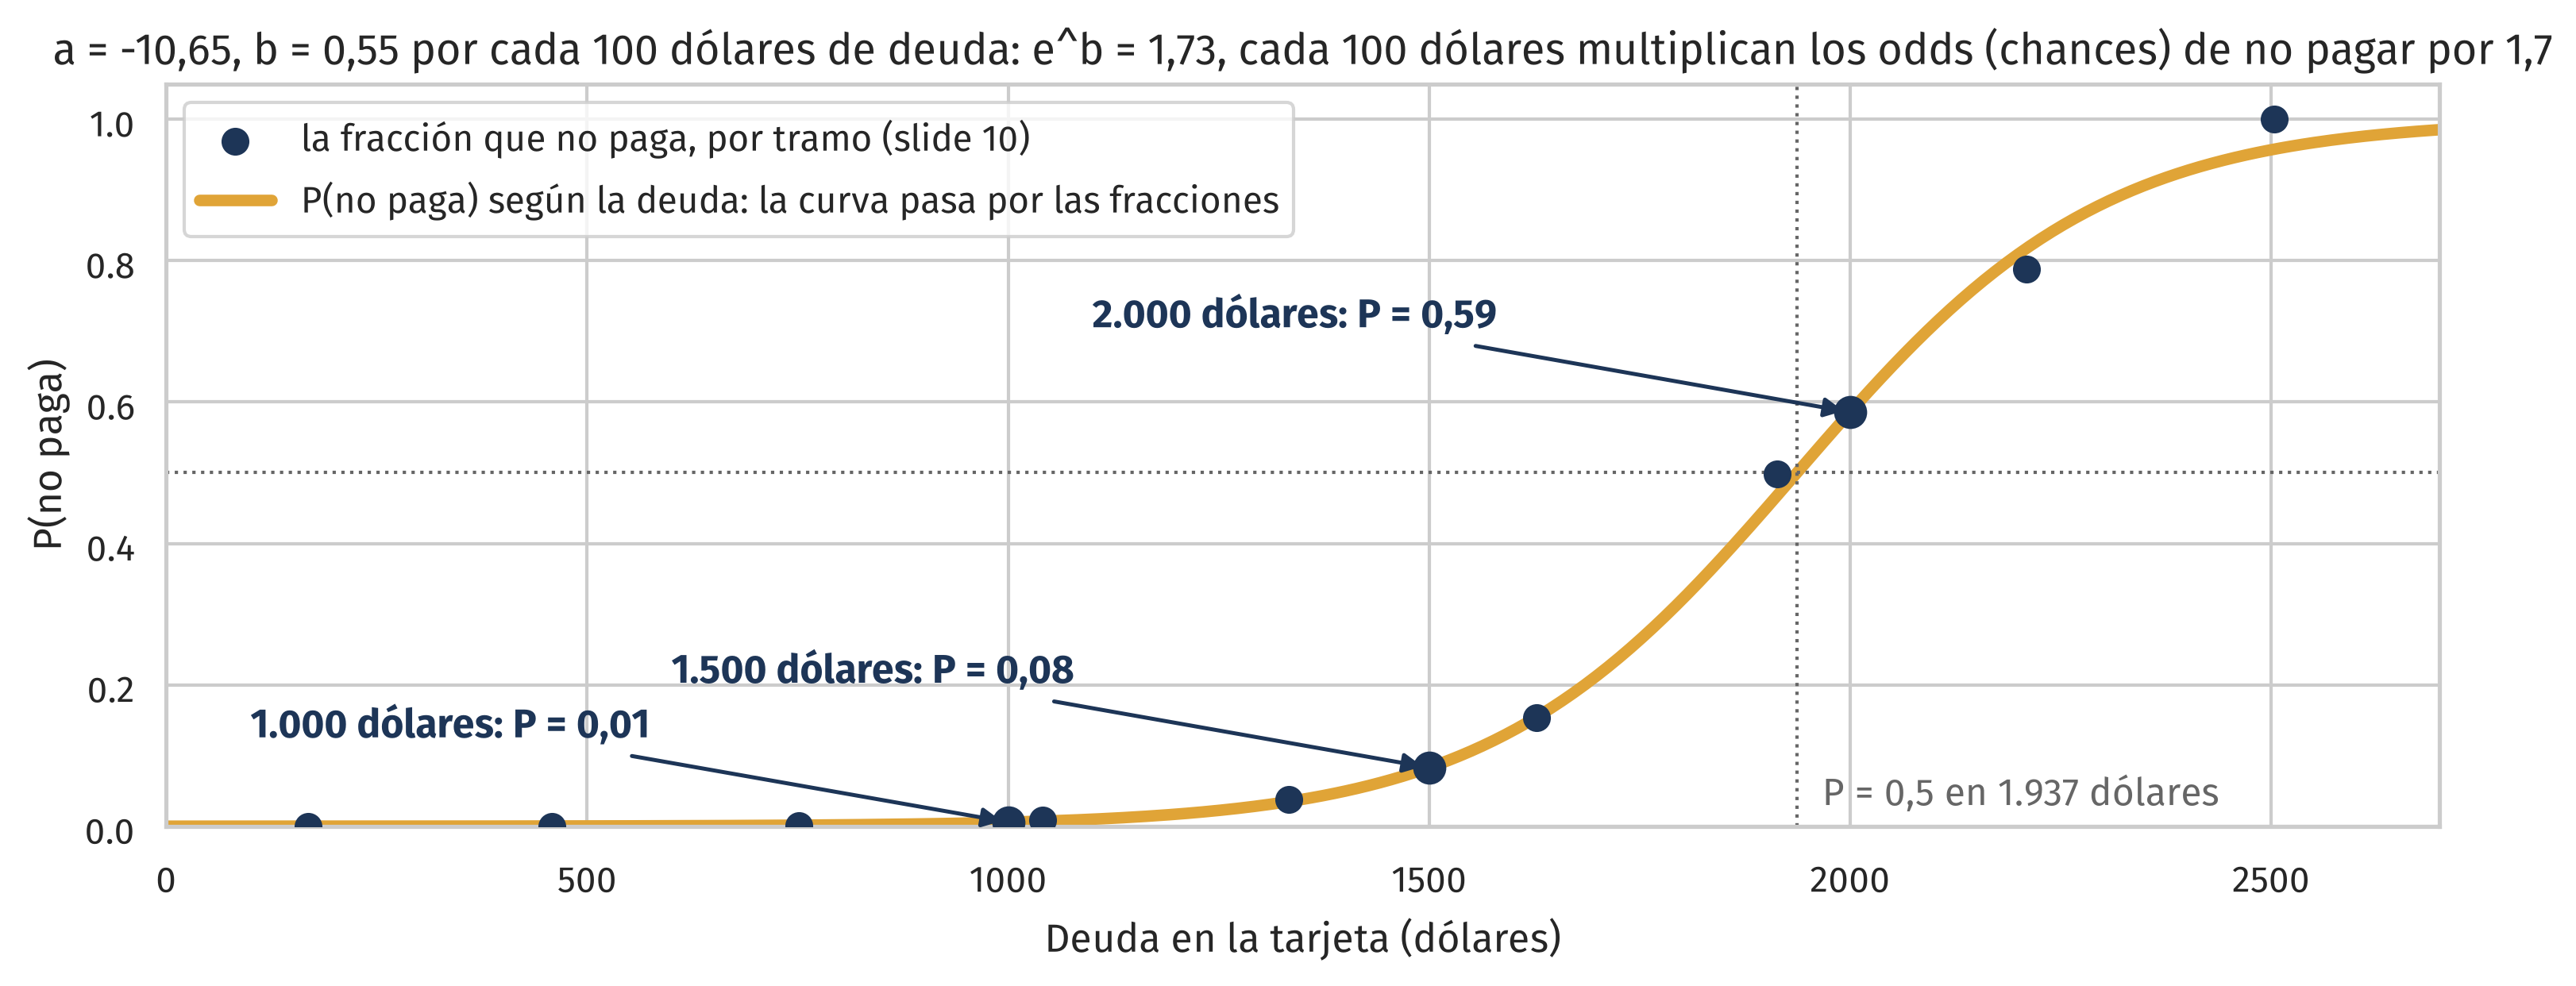 a = -10,65, b = 0,55 por cada 100 dólares de deuda: e^b = 1,73, cada 100 dólares multiplican los odds (chances) de no pagar por 1,7
la fracción que no paga, por tramo (slide 10)
P(no paga) según la deuda: la curva pasa por las fracciones
2.000 dólares: P = 0,59
1.500 dólares: P = 0,08
1.000 dólares: P = 0,01
P = 0,5 en 1.937 dólares
P(no paga)
1.0
0.8
0.6
0.4
0.2
0.0
0 500 1000 1500 2000 2500
Deuda en la tarjeta (dólares)